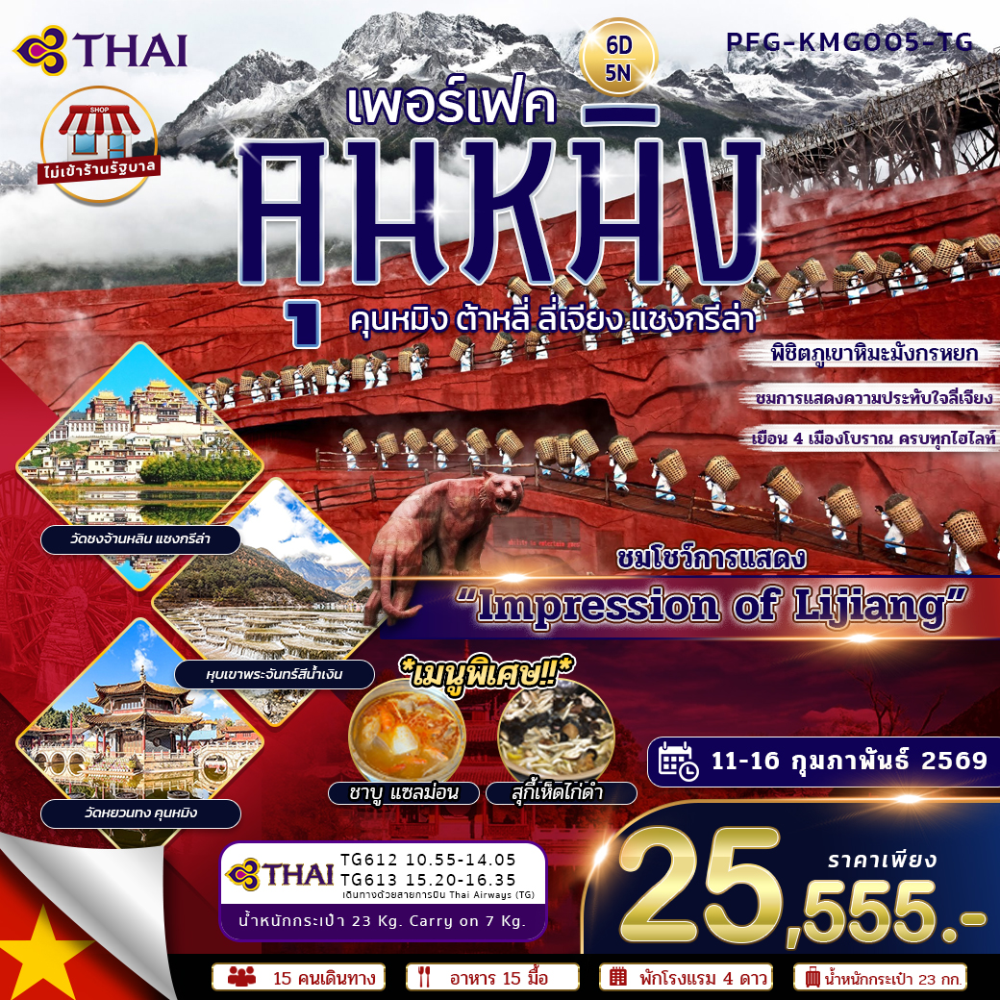 THAI
6D
5N
PFG-KMG005-TG
SHOP
ไม่เข้าร้านรัฐบาล
เพอร์เฟค
คุนหมิง
คุนหมิง ต้าหลี่ ลี่เจียง แชงกรีล่า
พิชิตภูเขาหิมะมังกรหยก
ชมการแสดงความประทับใจลี่เจียง
เยือน 4 เมืองโบราณ ครบทุกไฮไลท์
วัดซงจ้านหลิน แชงกรีล่า
ชมโชว์การแสดง
"Impression of Lijiang"
หุบเขาพระจันทร์สีน้ำเงิน
*เมนูพิเศษ!!*
ชาบู แซลม่อน
สุกี้เห็ดไก่ดำ
วัดหยวนทง คุนหมิง
11-16 กุมภาพันธ์ 2569
ราคาเพียง
25,555.-
THAI
TG612 10.55-14.05
TG613 15.20-16.35
เดินทางด้วยสายการบิน Thai Airways (TG)
น้ำหนักกระเป๋า 23 Kg. Carry on 7 Kg.
15 คนเดินทาง
อาหาร 15 มื้อ
พักโรงแรม 4 ดาว
น้ำหนักกระเป๋า 23 กก.